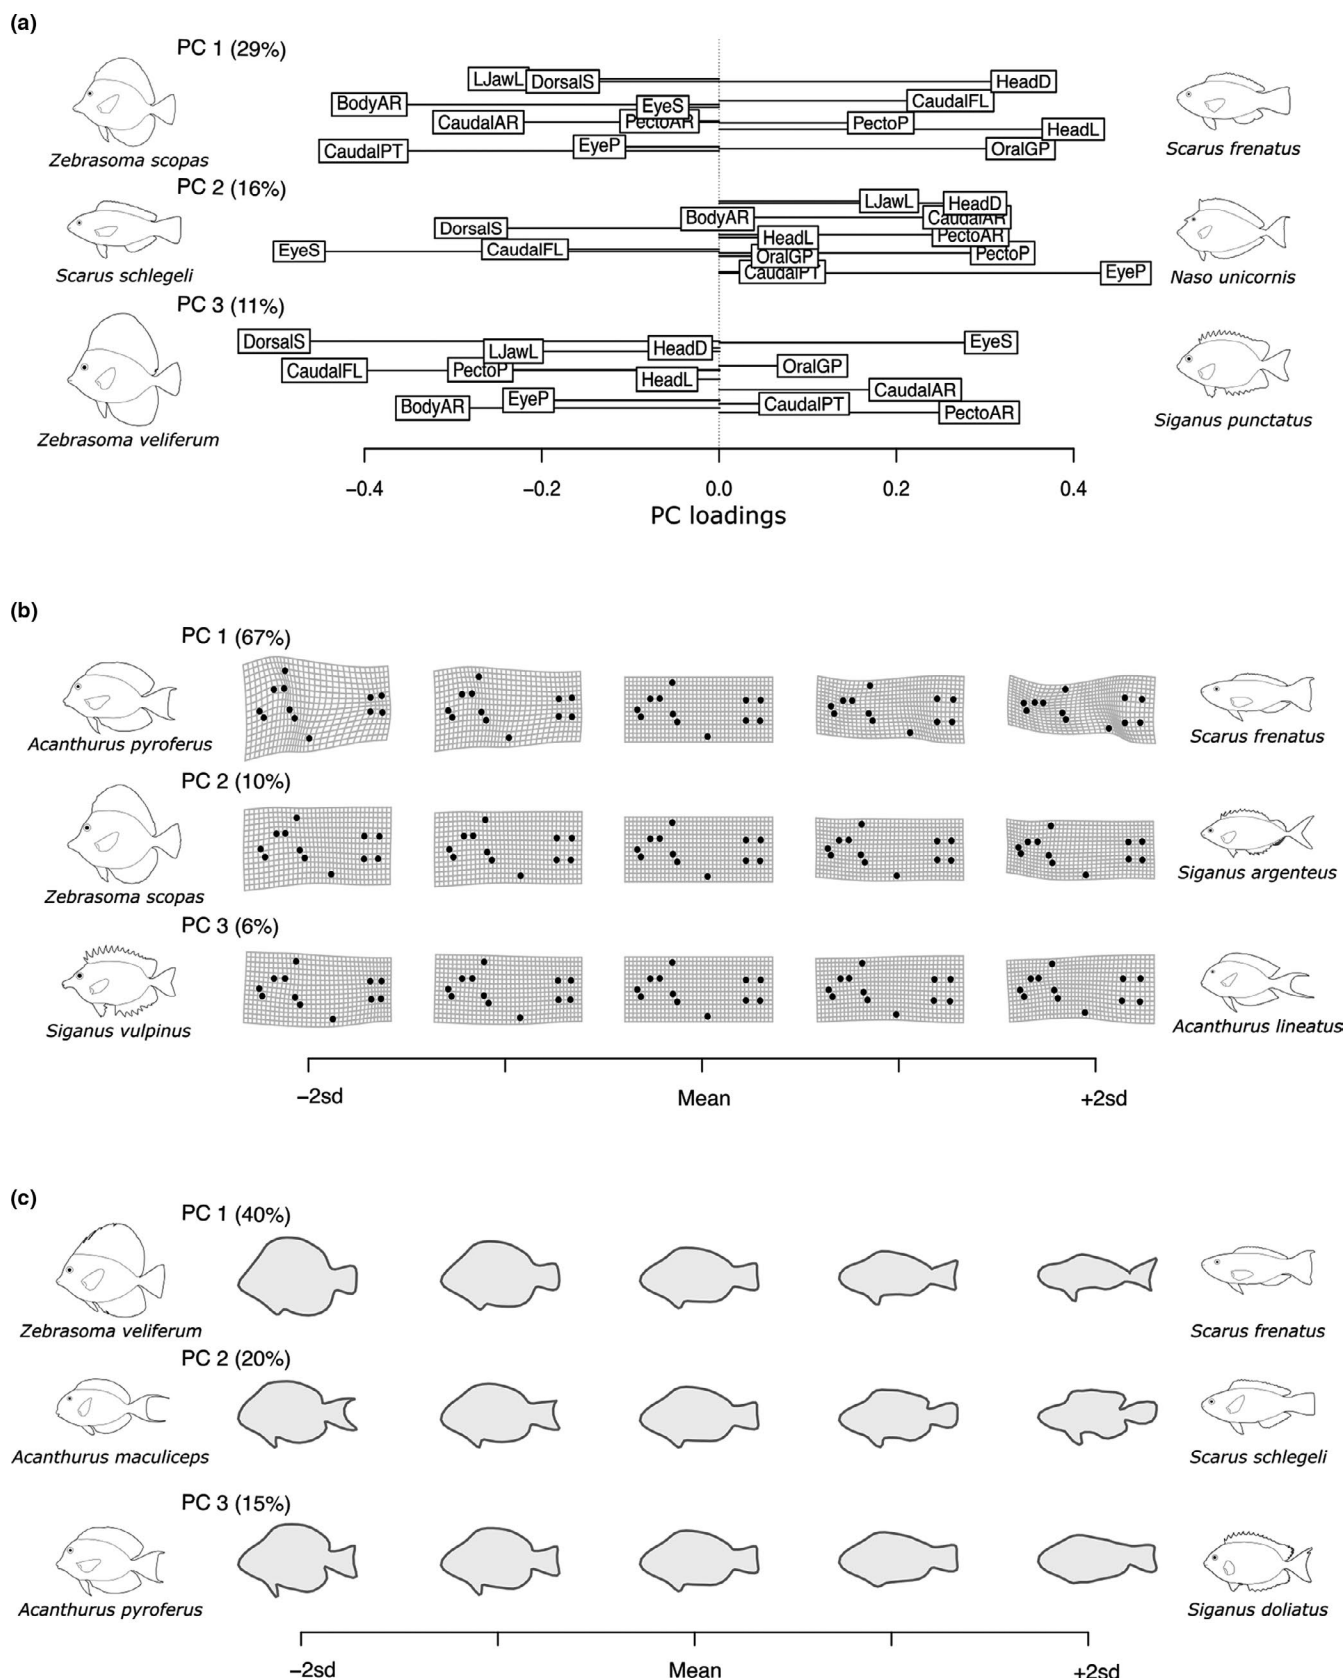 (a)
PC 1 (29%)
LJawL DorsalS HeadD
BodyAR EyeS CaudalFL
CaudalAR PectoAR PectoP HeadL
CaudalPT EyeP OralGP
Zebrasoma scopas Scarus frenatus
PC 2 (16%)
LJawL HeadD
DorsalS BodyAR CaudalAR
HeadL PectoAR
EyeS CaudalFL OralGP PectoP
CaudalPT EyeP
Scarus schlegeli Naso unicornis
PC 3 (11%)
DorsalS LJawL HeadD EyeS
CaudalFL PectoP HeadL OralGP
CaudalAR
BodyAR EyeP CaudalPT PectoAR
Zebrasoma veliferum Siganus punctatus
−0.4 −0.2 0.0 0.2 0.4
PC loadings
(b)
PC 1 (67%)
Acanthurus pyroferus Scarus frenatus
PC 2 (10%)
Zebrasoma scopas Siganus argenteus
PC 3 (6%)
Siganus vulpinus Acanthurus lineatus
−2sd Mean +2sd
(c)
PC 1 (40%)
Zebrasoma veliferum Scarus frenatus
PC 2 (20%)
Acanthurus maculiceps Scarus schlegeli
PC 3 (15%)
Acanthurus pyroferus Siganus doliatus
−2sd Mean +2sd